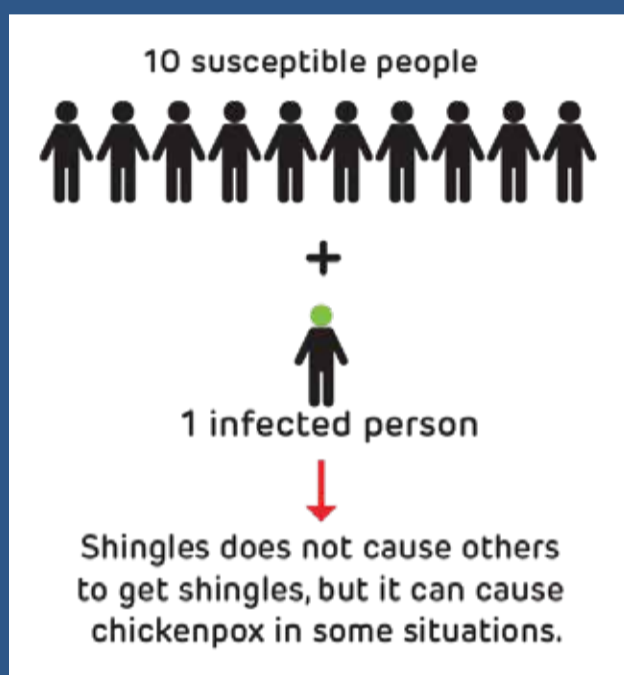 10 susceptible people
+
1 infected person
Shingles does not cause others
to get shingles, but it can cause
chickenpox in some situations.